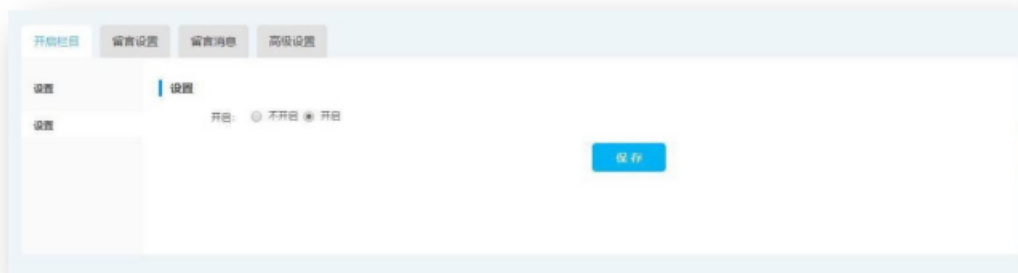 开启栏目 留言设置 留言消息 高级设置
设置
设置
设置
开启: 不开启 开启
保存